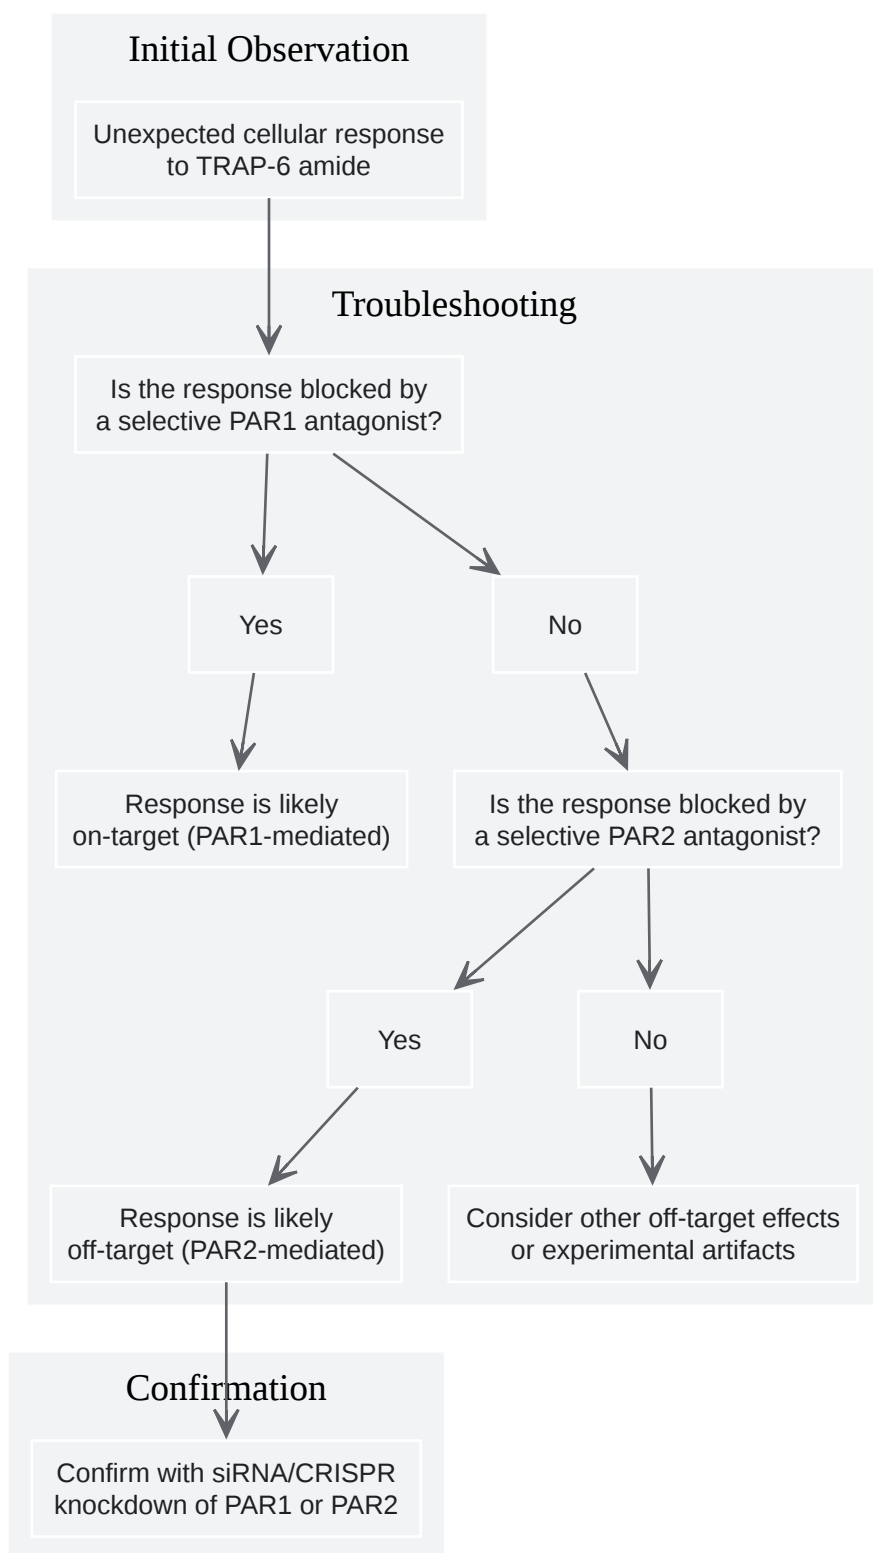 Initial Observation
Unexpected cellular response
to TRAP-6 amide
Troubleshooting
Is the response blocked by
a selective PAR1 antagonist?
Yes
No
Response is likely
on-target (PAR1-mediated)
Is the response blocked by
a selective PAR2 antagonist?
Yes
No
Response is likely
off-target (PAR2-mediated)
Consider other off-target effects
or experimental artifacts
Confirmation
Confirm with siRNA/CRISPR
knockdown of PAR1 or PAR2